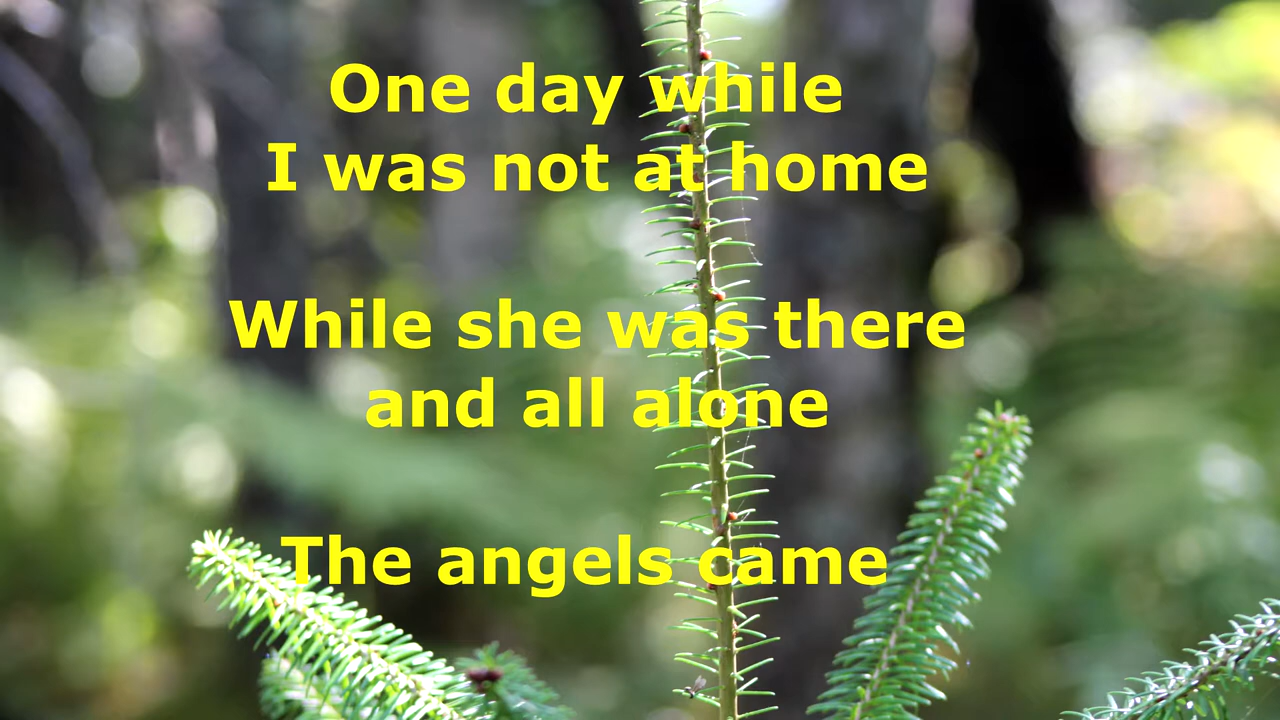 One day while
I was not at home
While she was there
and all alone
The angels came